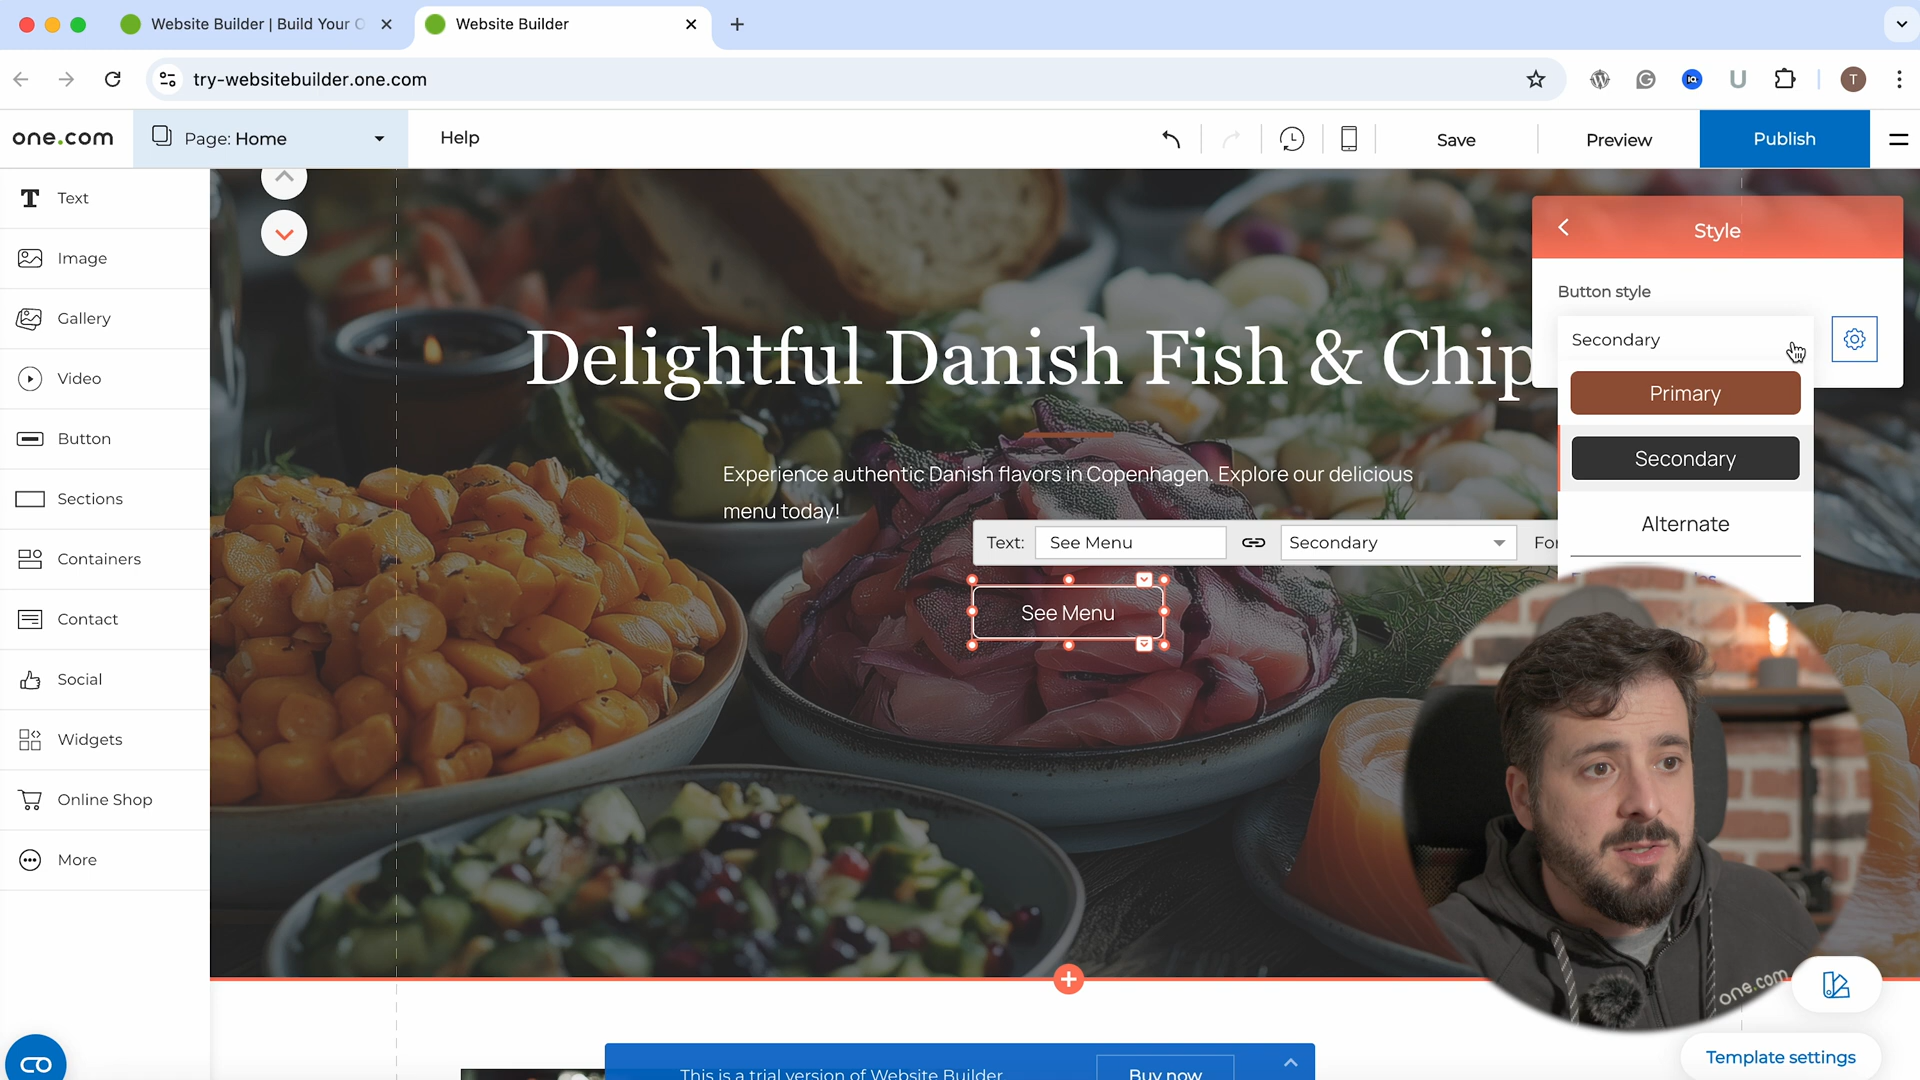 Website Builder | Build Your O
Website Builder
try-websitebuilder.one.com
T
one.com
Page: Home
Help
Save
Preview
Publish
Text
Image
Gallery
Video
Button
Sections
Containers
Contact
Social
Widgets
Online Shop
More
Style
Button style
Secondary
Primary
Secondary
Alternate
Delightful Danish Fish & Chip
Experience authentic Danish flavors in Copenhagen. Explore our delicious
menu today!
Text:
See Menu
Secondary
For
See Menu
one.com
Template settings
This is a trial version of Website Builder.
Buy now